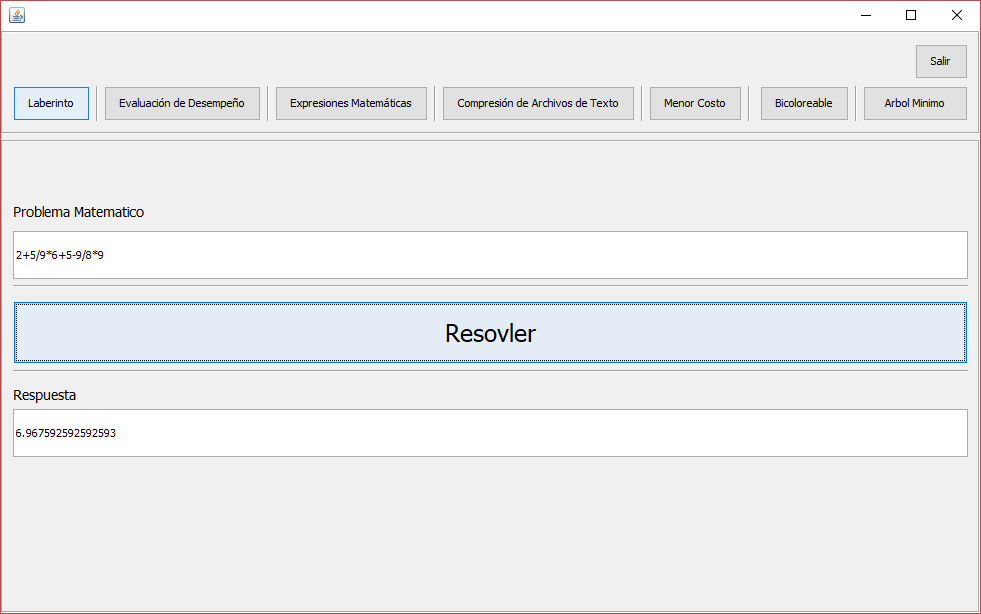 Salir
Laberinto Evaluación de Desempeño Expresiones Matemáticas Compresión de Archivos de Texto Menor Costo Bicoloreable Arbol Minimo
Problema Matematico
2+5/9*6+5-9/8*9
Resovler
Respuesta
6.967592592592593